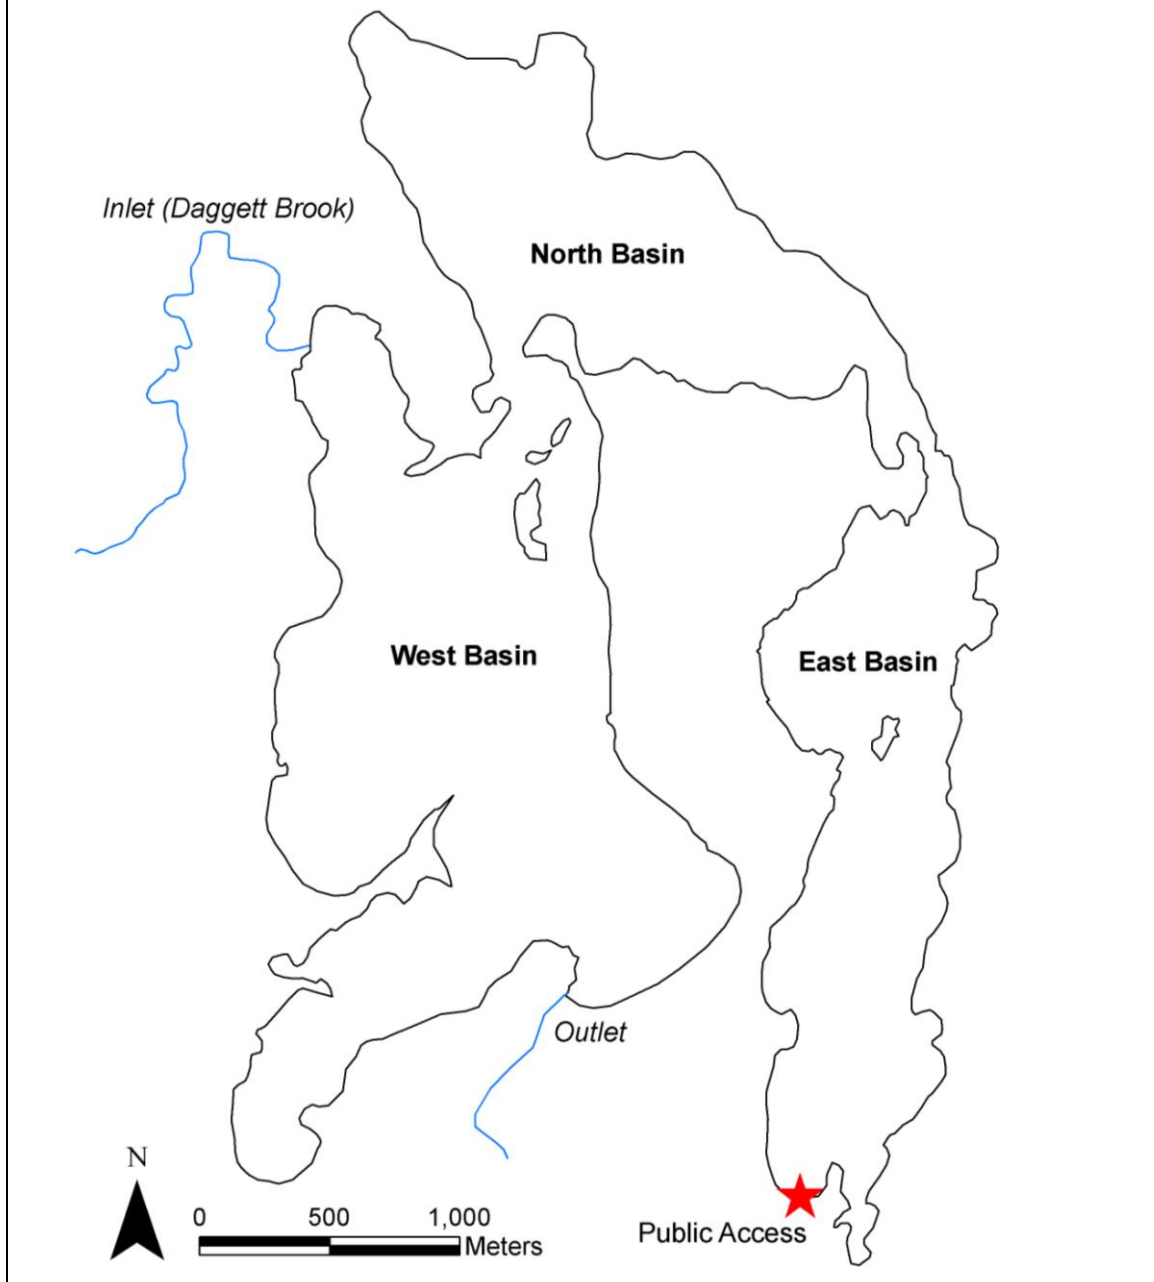 Inlet (Daggett Brook)
North Basin
West Basin
East Basin
Outlet
N
0 500 1,000
Meters
Public Access